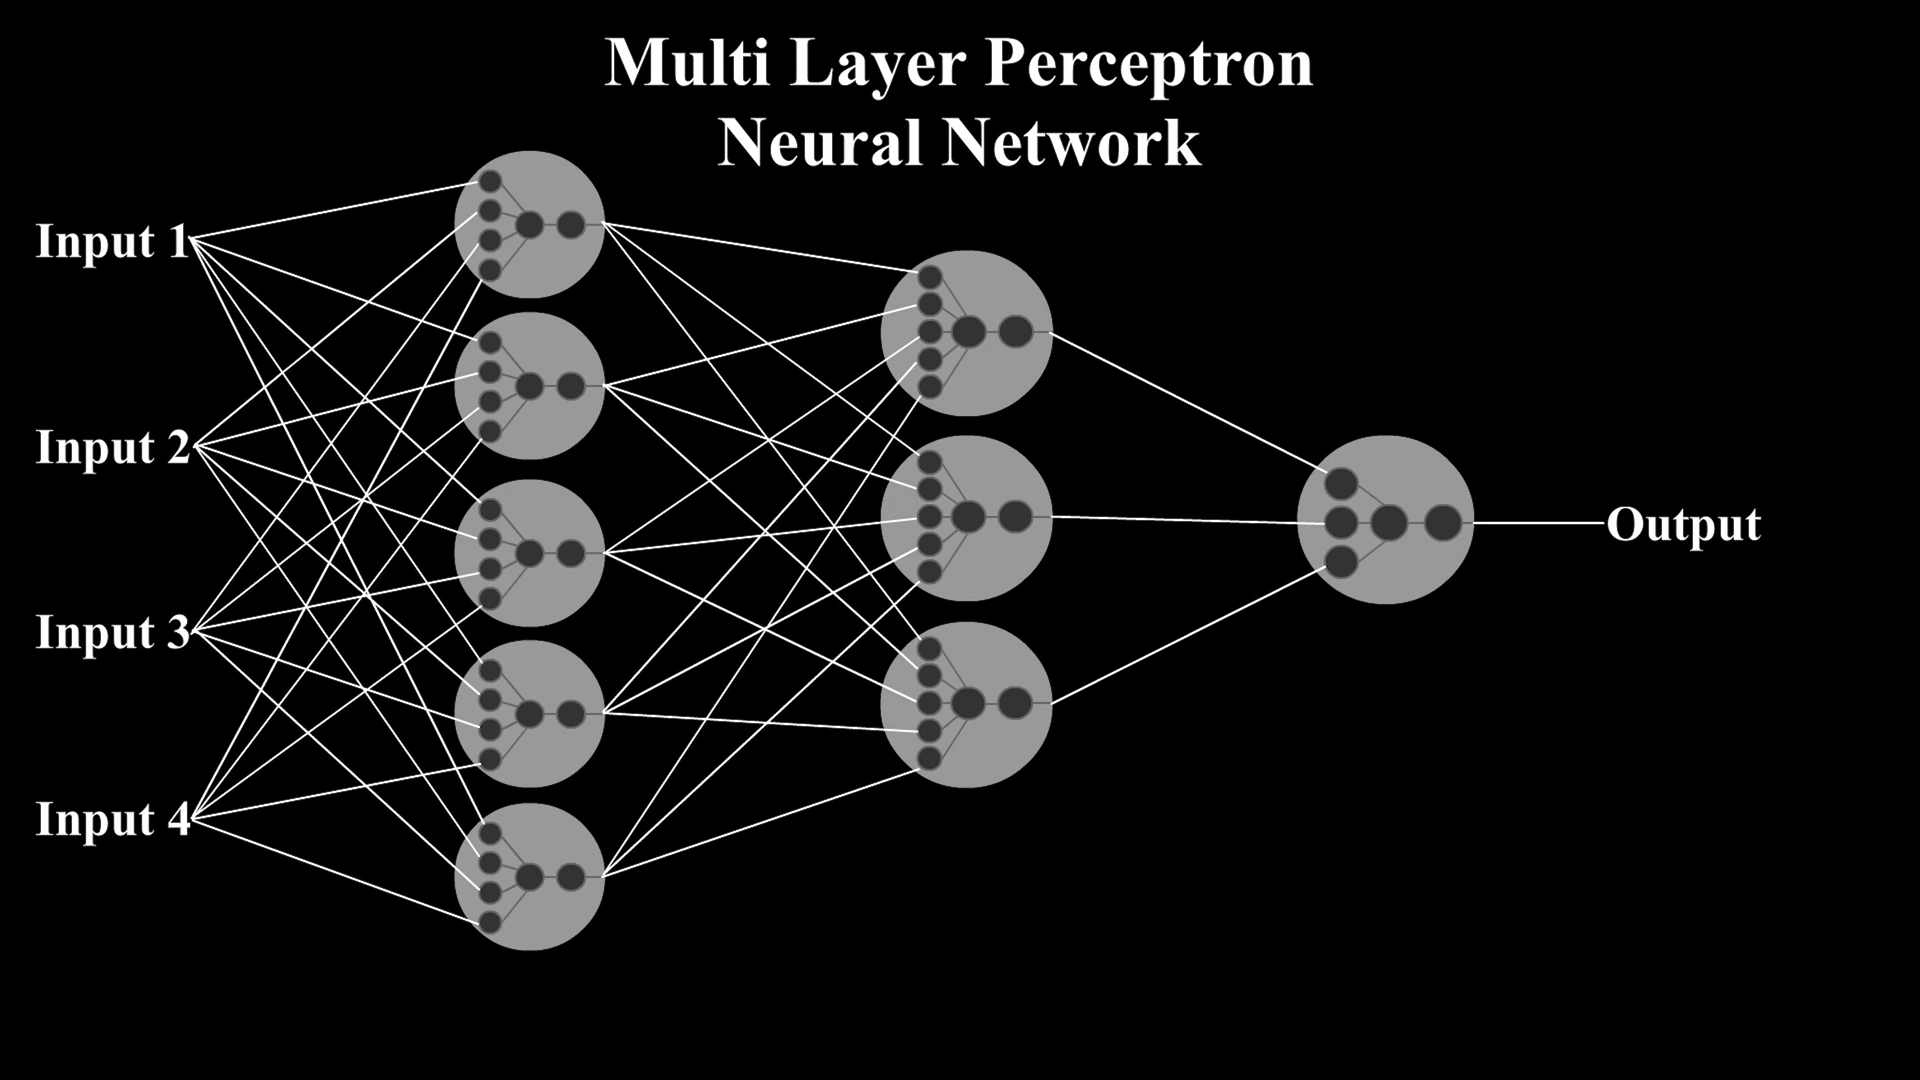 Multi Layer Perceptron
Neural Network
Input 1
Input 2
Input 3
Input 4
Output